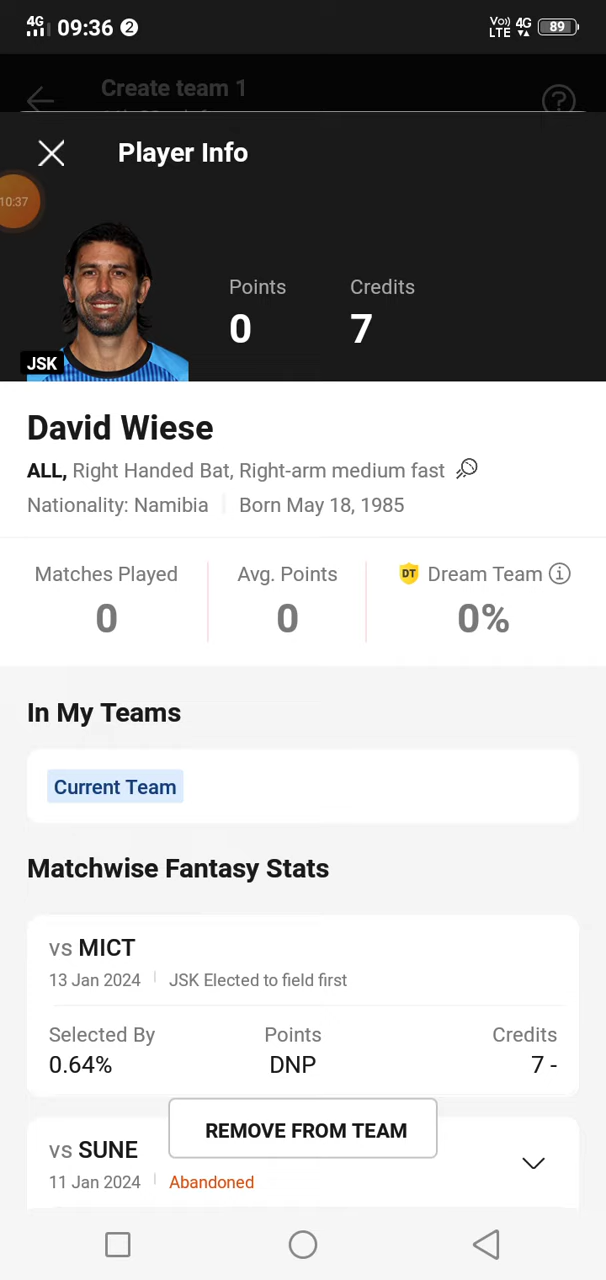 4G 09:36 2 Vo) LTE 4G 89
Create team 1
Player Info
10:37
Points Credits
0 7
JSK
David Wiese
ALL, Right Handed Bat, Right-arm medium fast
Nationality: Namibia Born May 18, 1985
Matches Played Avg. Points DT Dream Team i
0 0 0%
In My Teams
Current Team
Matchwise Fantasy Stats
vs MICT
13 Jan 2024 JSK Elected to field first
Selected By Points Credits
0.64% DNP 7 -
REMOVE FROM TEAM
vs SUNE
11 Jan 2024 Abandoned